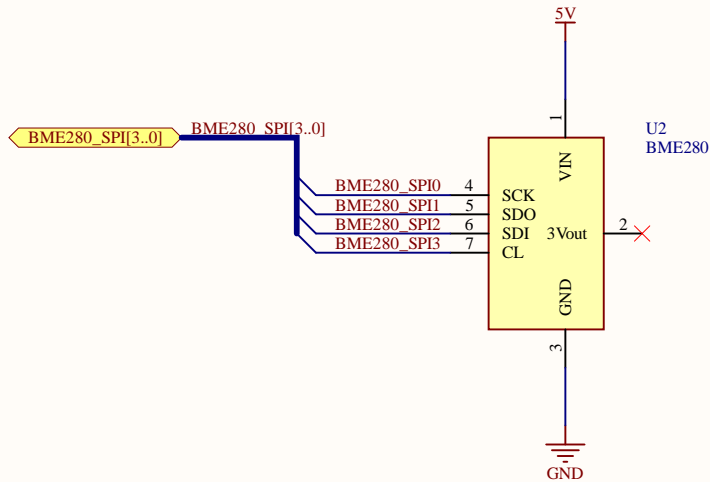 5V
1
BME280_SPI[3..0]
BME280_SPI[3..0]
U2
BME280
VIN
BME280_SPI0 4 SCK
BME280_SPI1 5 SDO
BME280_SPI2 6 SDI 3Vout 2
BME280_SPI3 7 CL
GND
3
GND